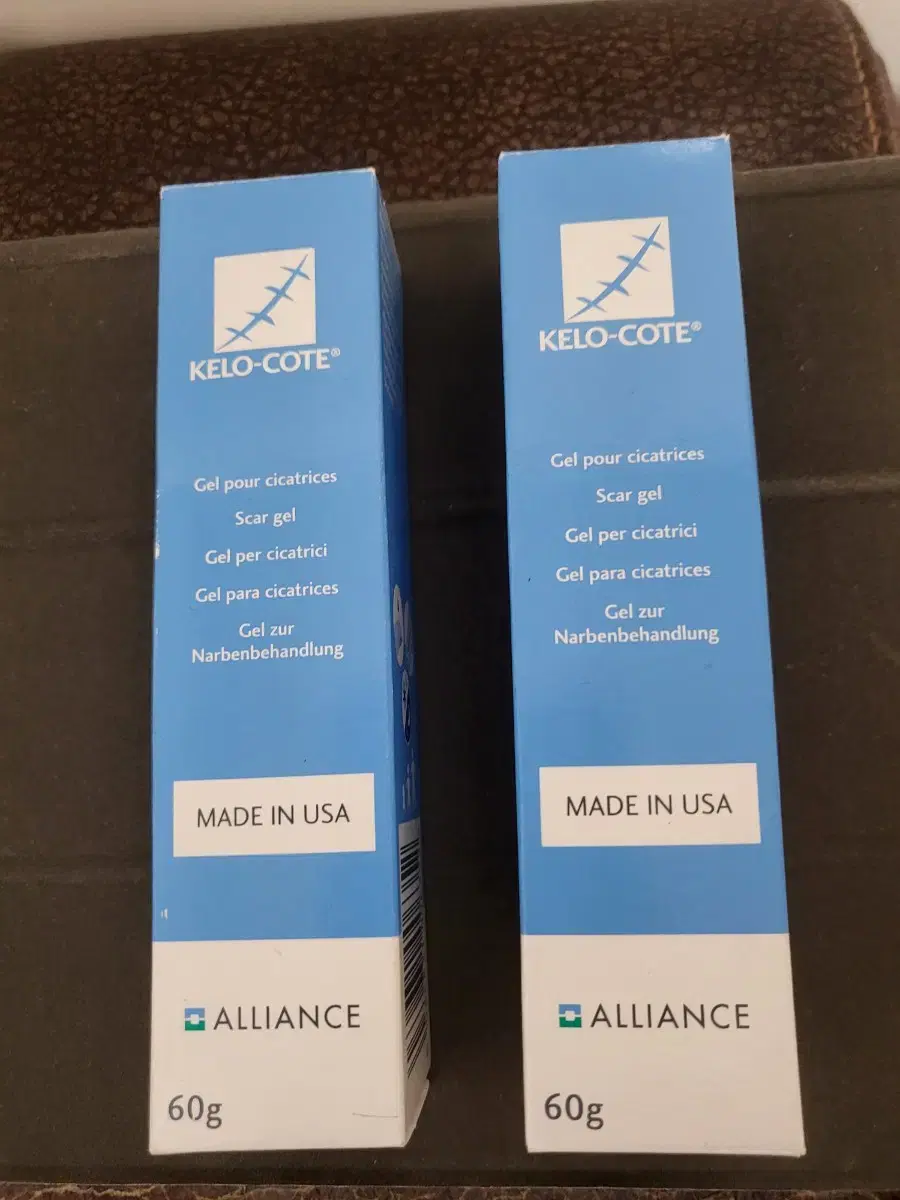 KELO-COTE®
Gel pour cicatrices
Scar gel
Gel per cicatrici
Gel para cicatrices
Gel zur
Narbenbehandlung
MADE IN USA
ALLIANCE
60g
KELO-COTE®
Gel pour cicatrices
Scar gel
Gel per cicatrici
Gel para cicatrices
Gel zur
Narbenbehandlung
MADE IN USA
ALLIANCE
60g